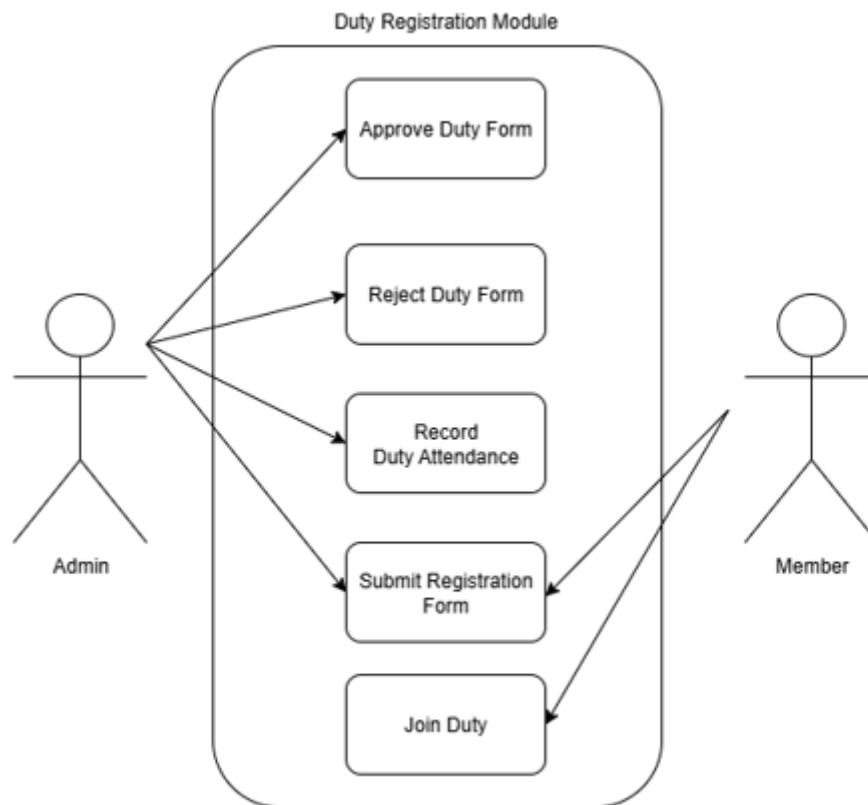 Duty Registration Module
Approve Duty Form
Reject Duty Form
Record
Duty Attendance
Admin
Member
Submit Registration
Form
Join Duty